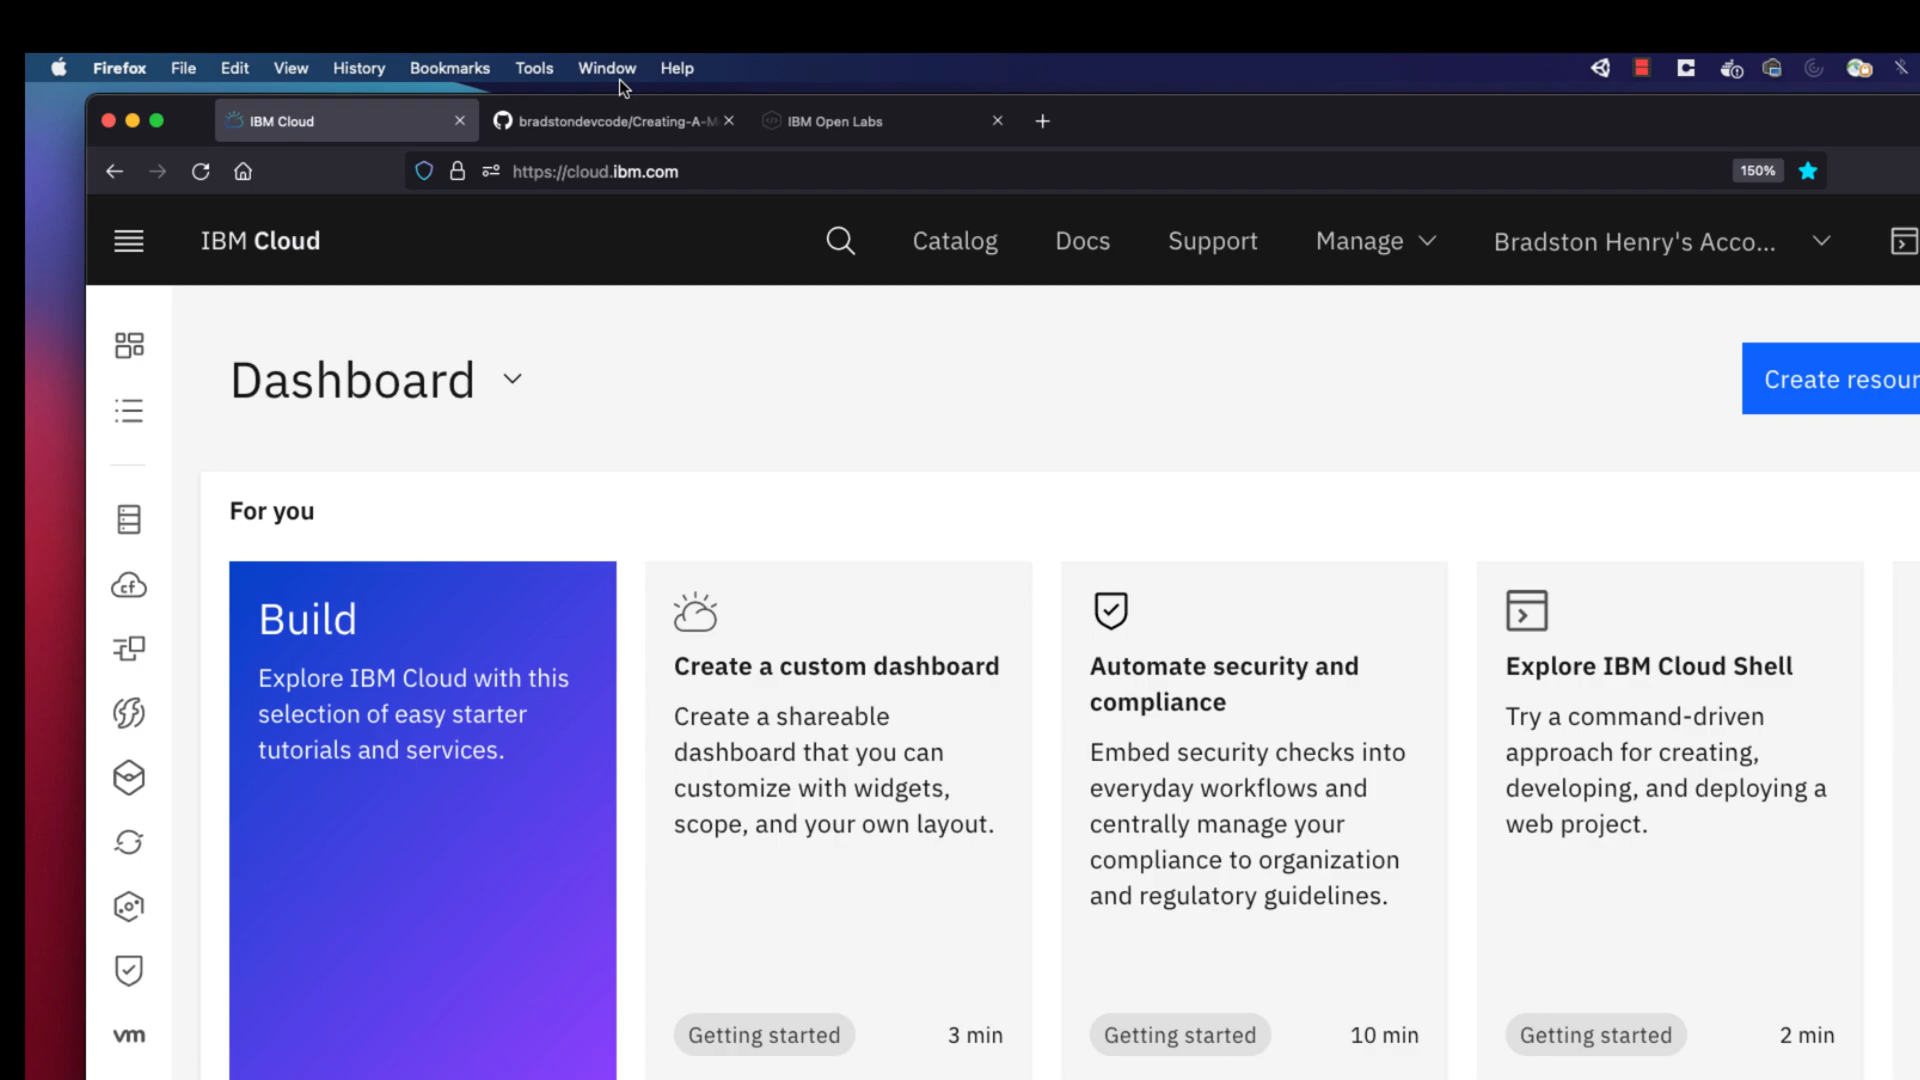 Firefox File Edit View History Bookmarks Tools Window Help
IBM Cloud
bradstondevcode/Creating-A-M
IBM Open Labs
https://cloud.ibm.com
150%
IBM Cloud
Catalog
Docs
Support
Manage
Bradston Henry's Acco...
Dashboard
Create resour
For you
Build
Explore IBM Cloud with this
selection of easy starter
tutorials and services.
Create a custom dashboard
Create a shareable
dashboard that you can
customize with widgets,
scope, and your own layout.
Getting started
3 min
Automate security and
compliance
Embed security checks into
everyday workflows and
centrally manage your
compliance to organization
and regulatory guidelines.
Getting started
10 min
Explore IBM Cloud Shell
Try a command-driven
approach for creating,
developing, and deploying a
web project.
Getting started
2 min
cf
vm